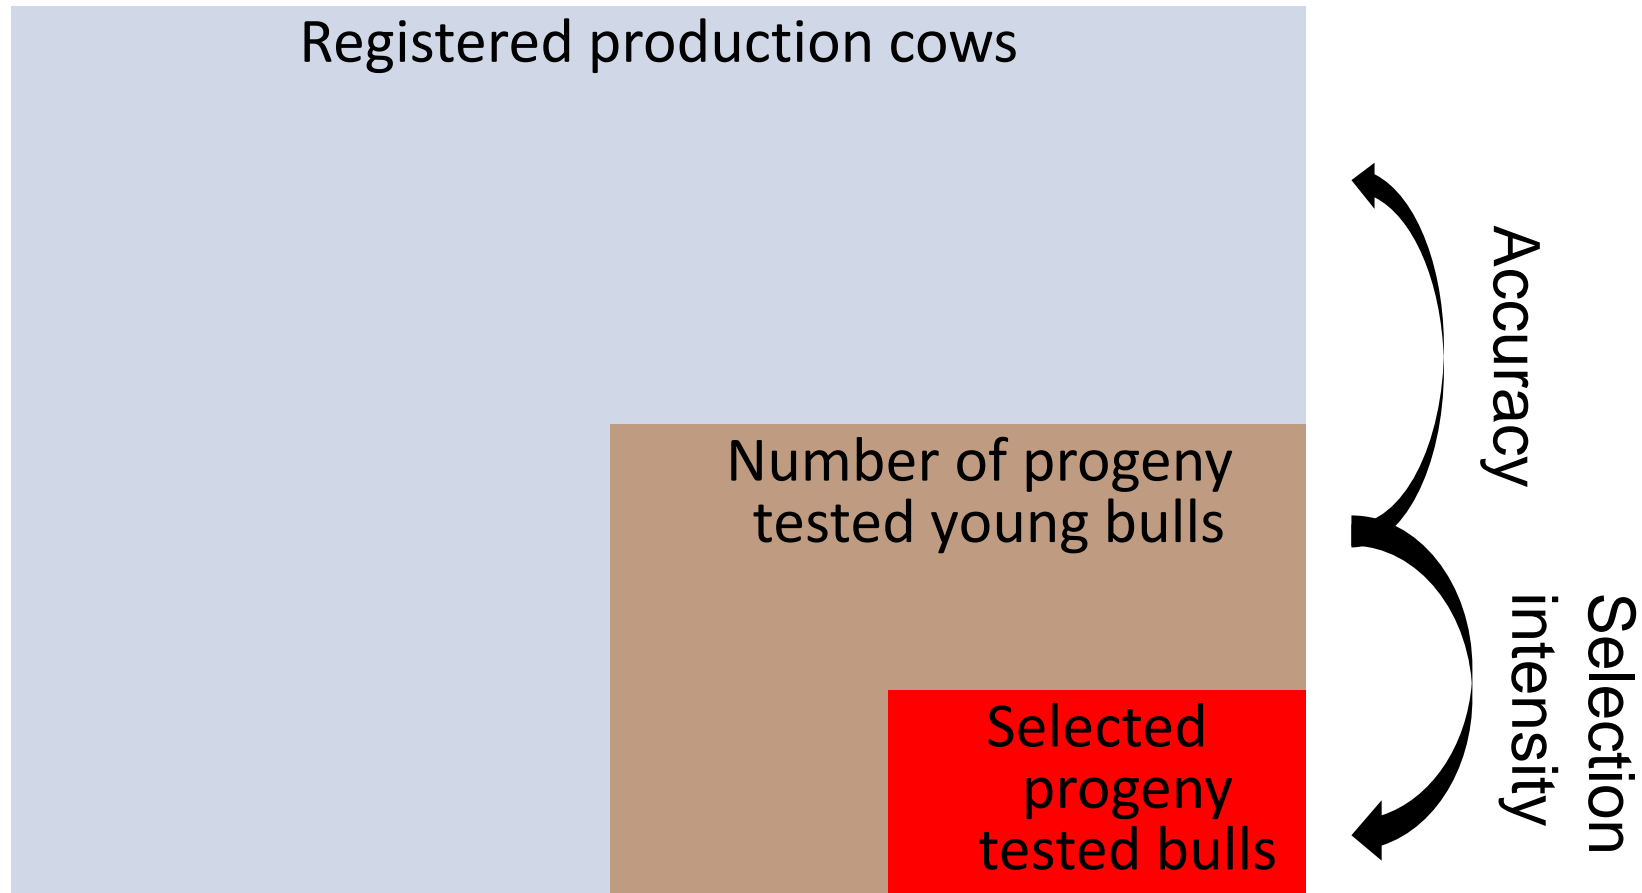 Registered production cows
Number of progeny
tested young bulls
Selected
progeny
tested bulls
Accuracy
Selection
intensity